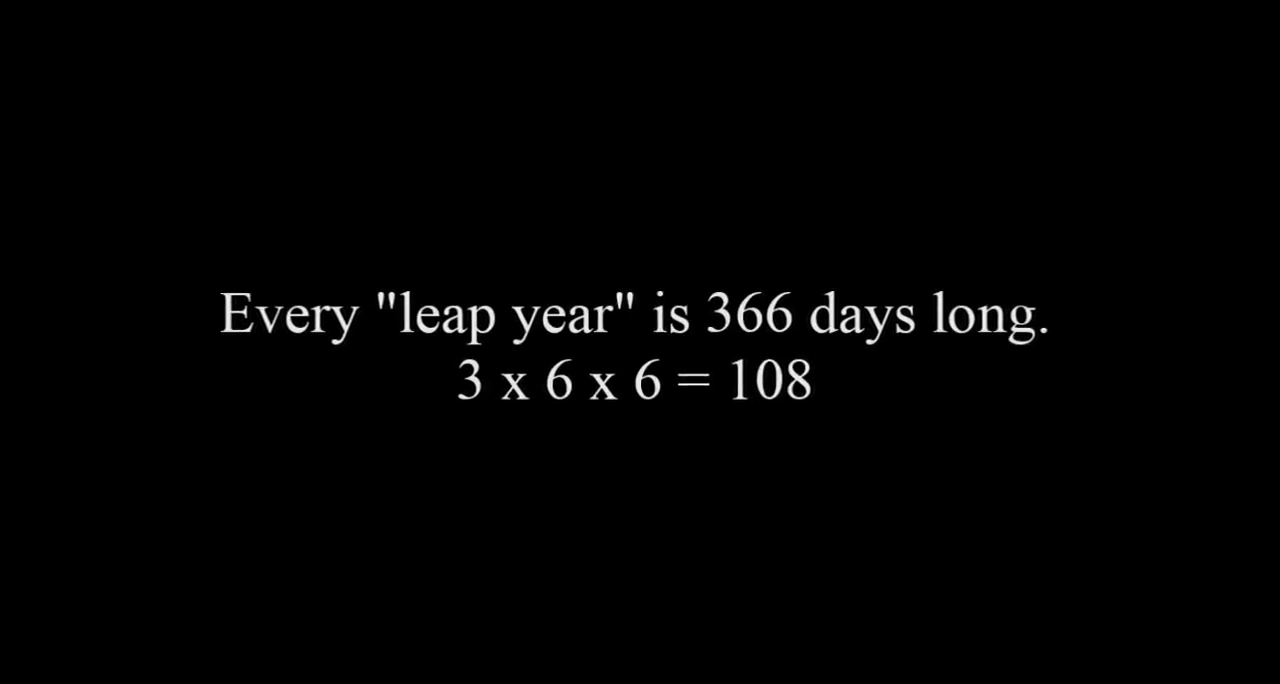 Every "leap year" is 366 days long.
3 x 6 x 6 = 108